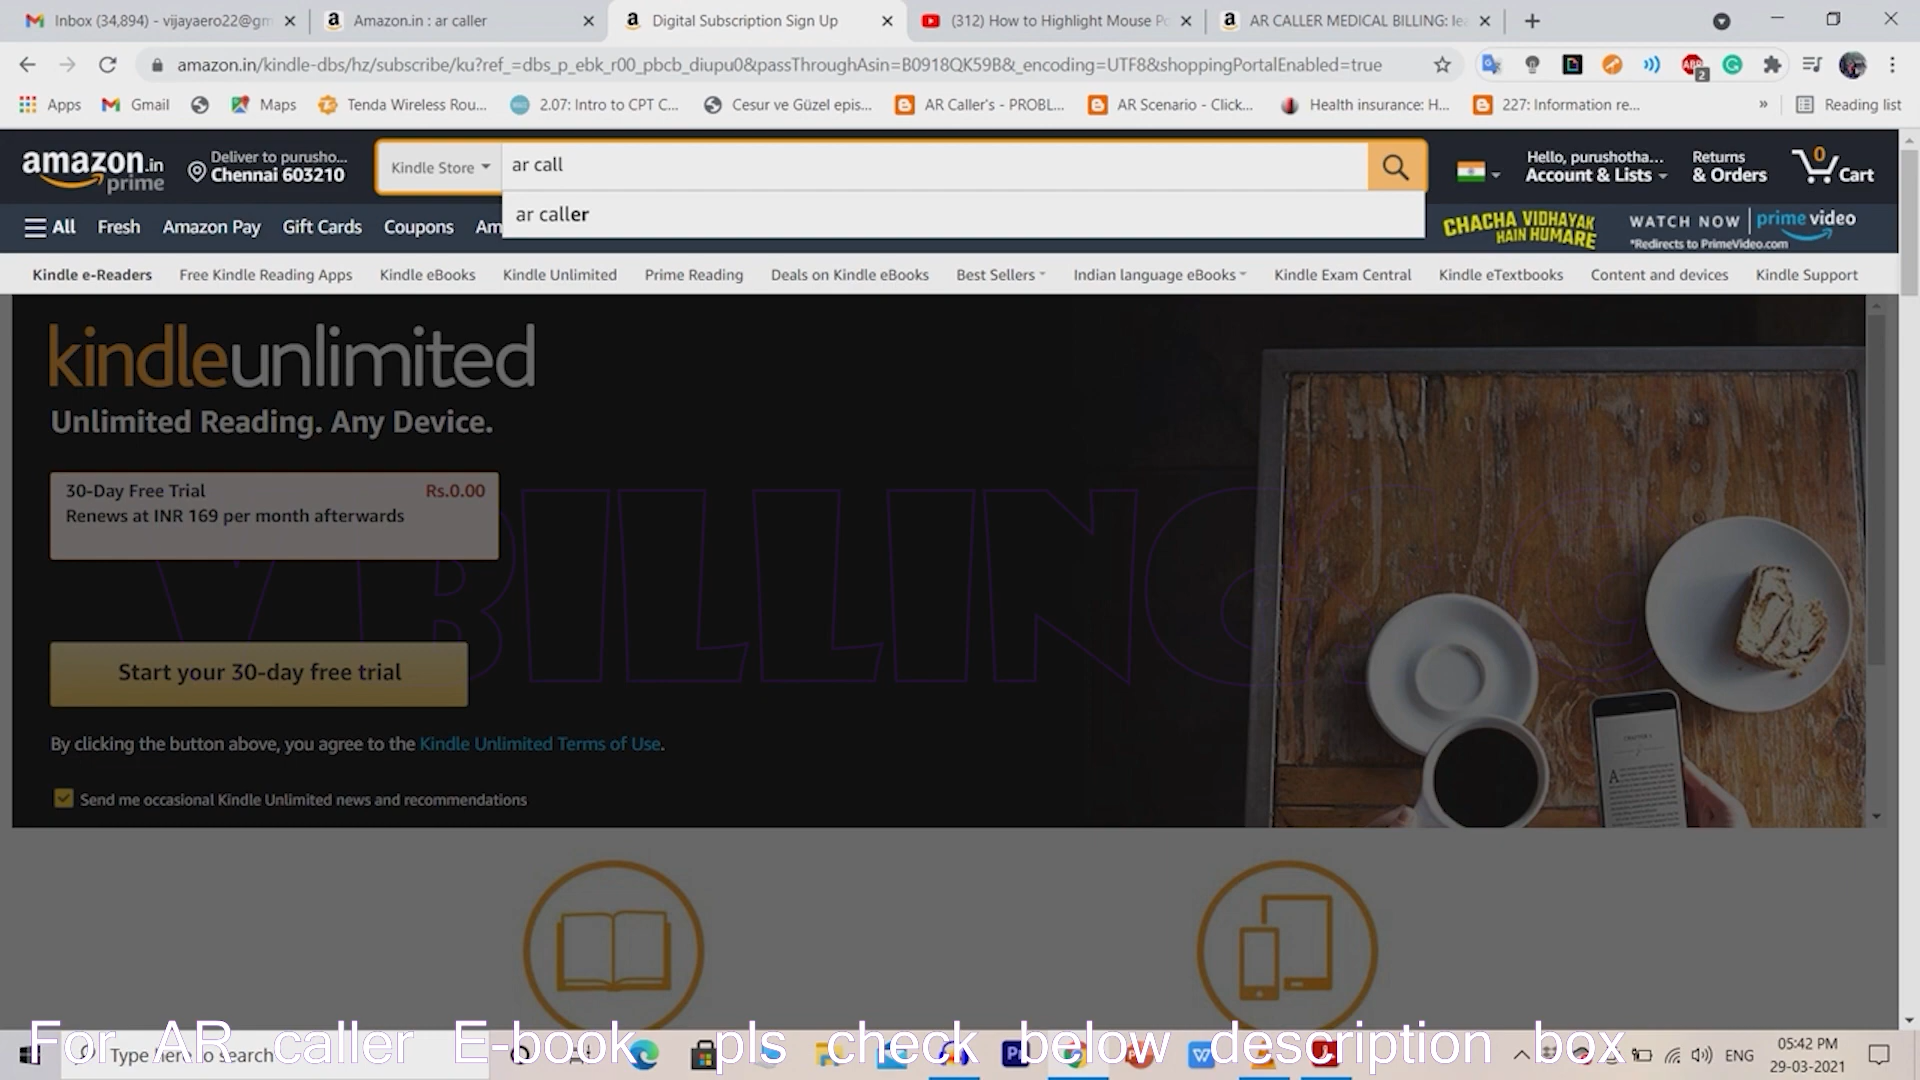 Inbox (34,894) - vijayaero22@gm
Amazon.in : ar caller
Digital Subscription Sign Up
(312) How to Highlight Mouse Po
AR CALLER MEDICAL BILLING: lea
amazon.in/kindle-dbs/hz/subscribe/ku?ref_=dbs_p_ebk_r00_pbcb_diupu0&passThroughAsin=B0918QK59B&_encoding=UTF8&shoppingPortalEnabled=true
ABP 2
Apps
Gmail
Maps
Tenda Wireless Rou...
2.07: Intro to CPT C...
Cesur ve Güzel epis...
AR Caller's - PROBL...
AR Scenario - Click...
Health insurance: H...
227: Information re...
»
Reading list
amazon.in
prime
Deliver to purusho...
Chennai 603210
Kindle Store
ar call
ar caller
Hello, purushotha...
Account & Lists
Returns
& Orders
0
Cart
All
Fresh
Amazon Pay
Gift Cards
Coupons
Am
CHACHA VIDHAYAK
HAIN HUMARE
WATCH NOW
prime video
*Redirects to PrimeVideo.com
Kindle e-Readers
Free Kindle Reading Apps
Kindle eBooks
Kindle Unlimited
Prime Reading
Deals on Kindle eBooks
Best Sellers
Indian language eBooks
Kindle Exam Central
Kindle eTextbooks
Content and devices
Kindle Support
kindleunlimited
Unlimited Reading. Any Device.
30-Day Free Trial
Rs.0.00
Renews at INR 169 per month afterwards
V BILLING
Start your 30-day free trial
By clicking the button above, you agree to the Kindle Unlimited Terms of Use.
Send me occasional Kindle Unlimited news and recommendations
For AR caller E-book pls check below description box
Type here to search
ENG
05:42 PM
29-03-2021